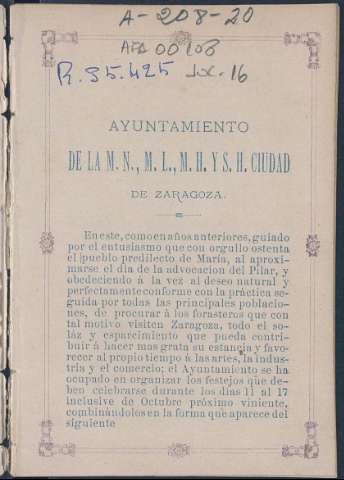 A-208-20
R. 35.425
AYUNTAMIENTO
DE LA M. N., M. L., M. H. Y S. H. CIUDAD
DE ZARAGOZA.
En este, como en años anteriores, guiado
por el entusiasmo que con orgullo ostenta
el pueblo predilecto de María, al aproxi-
marse el dia de la advocacion del Pilar, y
obedeciendo á la vez al deseo natural y
perfectamente conforme con la práctica se-
guida por todas las principales poblacio-
nes, de procurar á los forasteros que con
tal motivo visiten Zaragoza, todo el so-
láz y esparcimiento que pueda contri-
buir à hacer mas grata su estancia y favo-
recer al propio tiempo á las artes, la indus-
tria y el comercio; el Ayuntamiento se ha
ocupado en organizar los festejos que de-
ben celebrarse durante los dias 11 al 17
inclusive de Octubre próximo viniente,
combinándolos en la forma que aparece del
siguiente